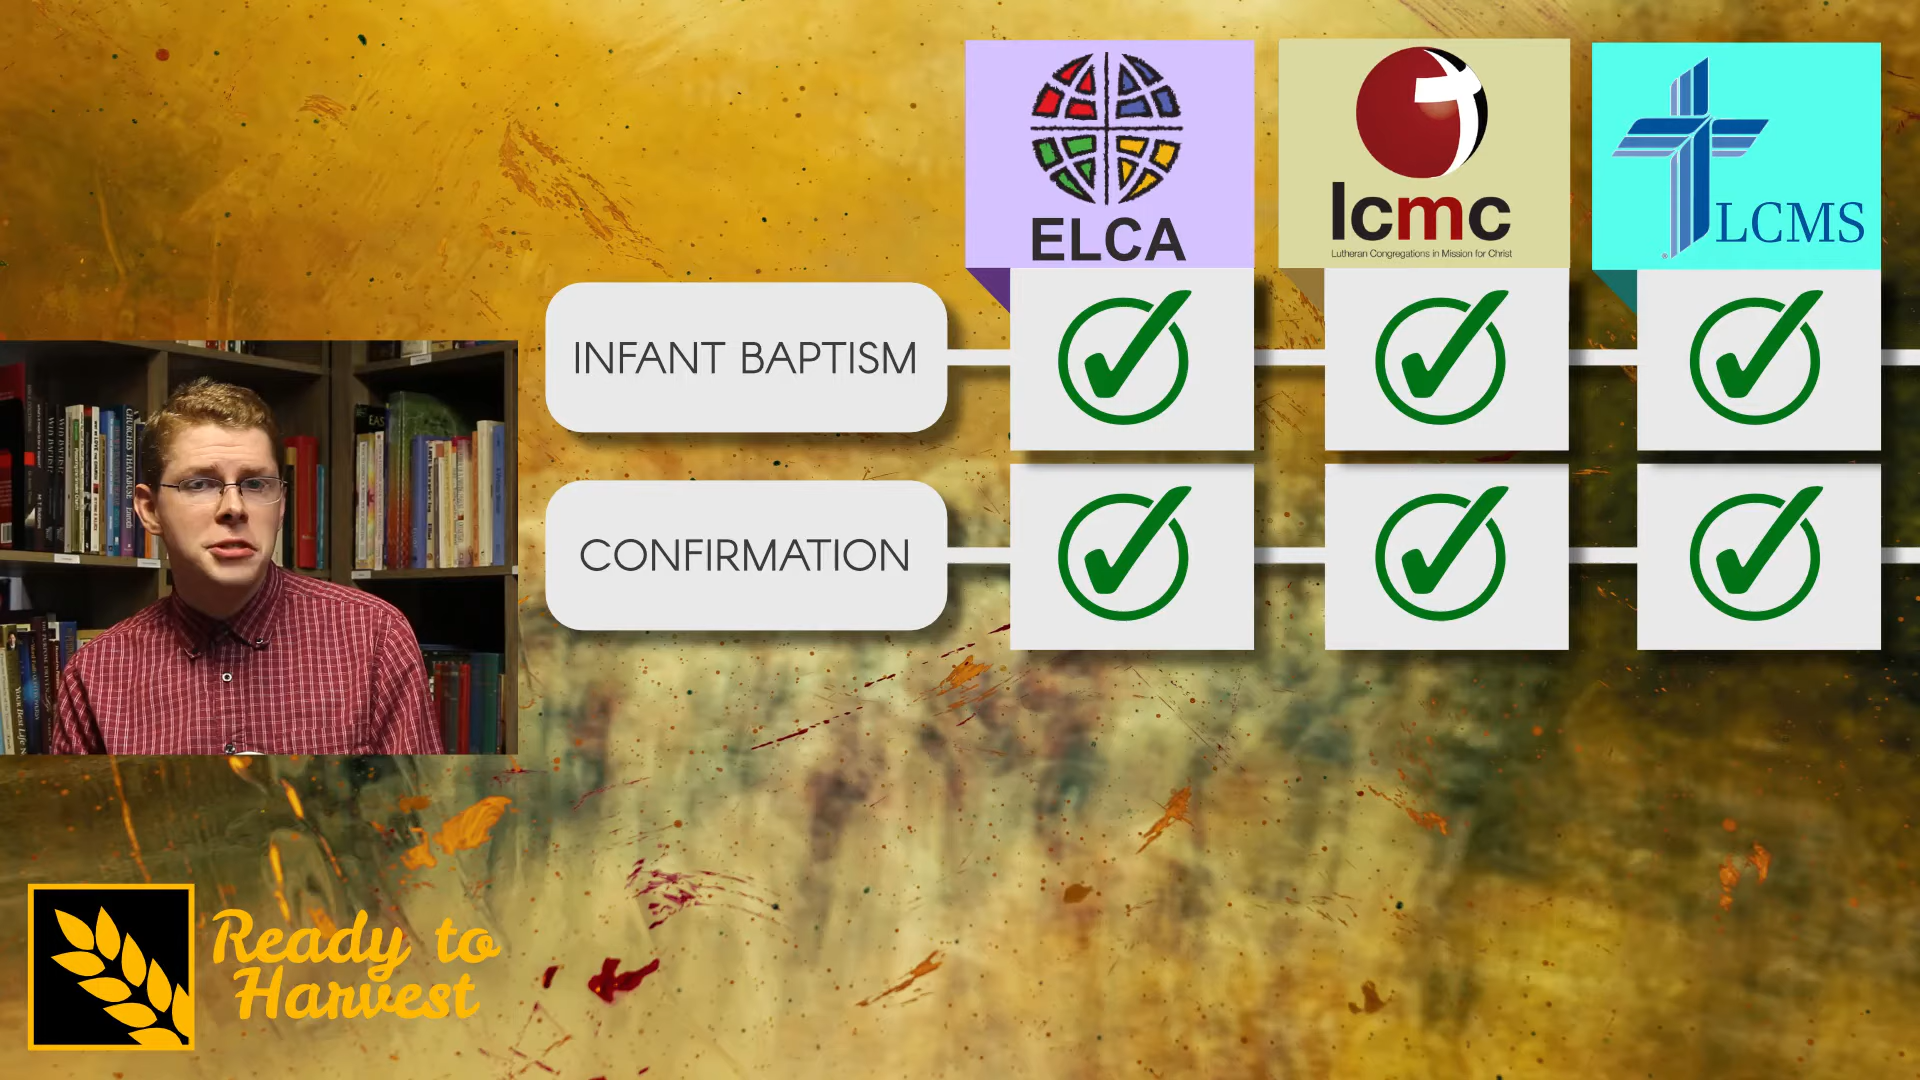 ELCA
lcmc
Lutheran Congregations in Mission for Christ
LCMS
INFANT BAPTISM
CONFIRMATION
Ready to
Harvest